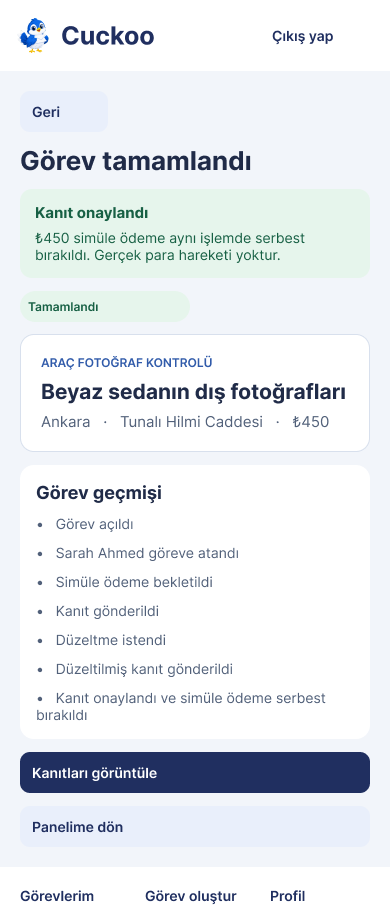 Cuckoo
Çıkış yap
Geri
Görev tamamlandı
Kanıt onaylandı
₺450 simüle ödeme aynı işlemde serbest
bırakıldı. Gerçek para hareketi yoktur.
Tamamlandı
ARAÇ FOTOĞRAF KONTROLÜ
Beyaz sedanın dış fotoğrafları
Ankara · Tunalı Hilmi Caddesi · ₺450
Görev geçmişi
• Görev açıldı
• Sarah Ahmed göreve atandı
• Simüle ödeme bekletildi
• Kanıt gönderildi
• Düzeltme istendi
• Düzeltilmiş kanıt gönderildi
• Kanıt onaylandı ve simüle ödeme serbest
bırakıldı
Kanıtları görüntüle
Panelime dön
Görevlerim
Görev oluştur
Profil